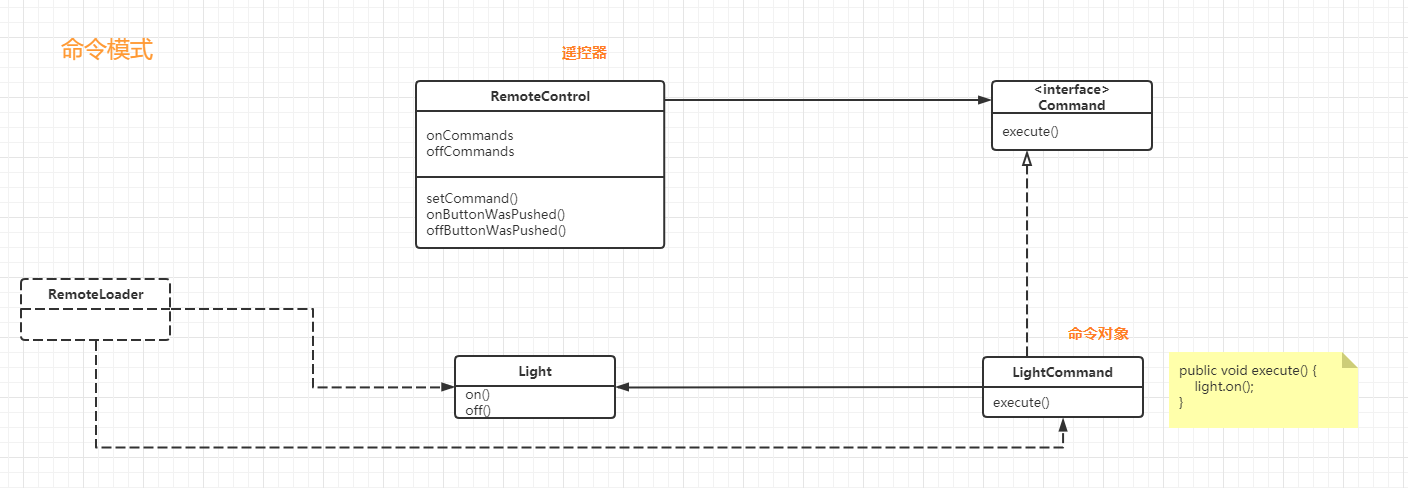 命令模式
遥控器
RemoteControl
onCommands
offCommands
setCommand()
onButtonWasPushed()
offButtonWasPushed()
<interface>
Command
execute()
RemoteLoader
Light
on()
off()
命令对象
LightCommand
execute()
public void execute() {
light.on();
}